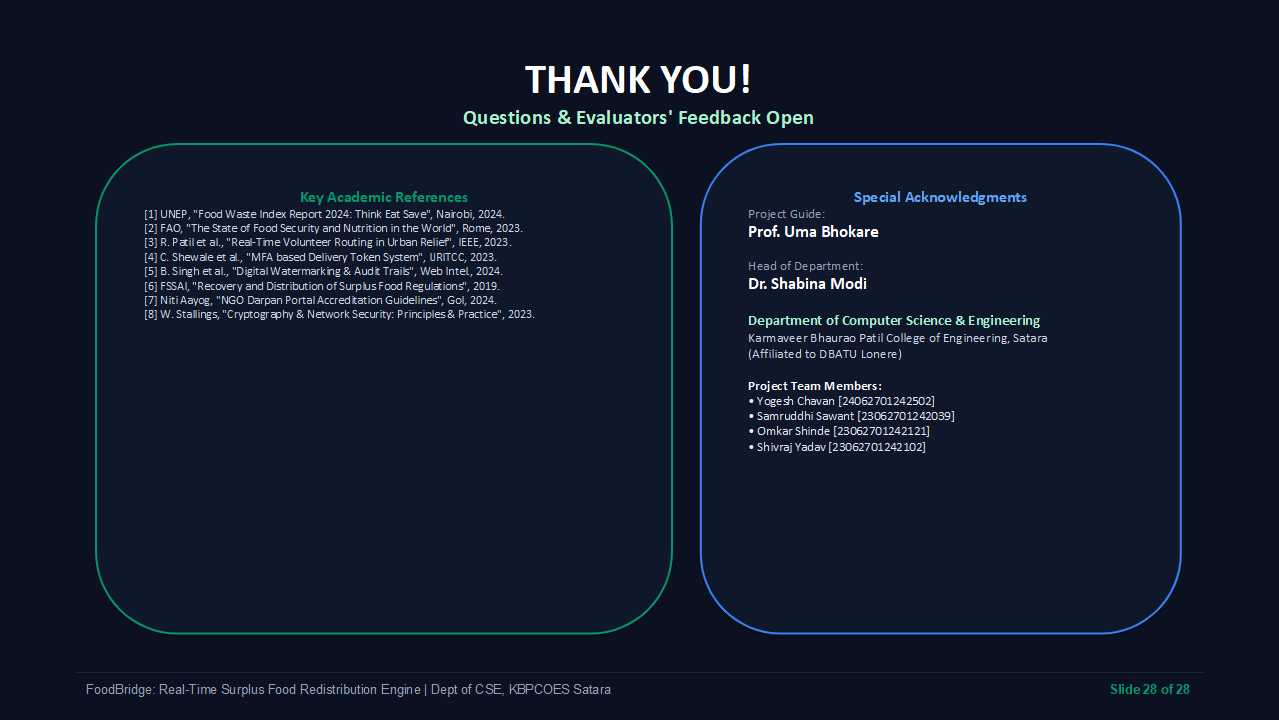 THANK YOU!
Questions & Evaluators' Feedback Open
Key Academic References
[1] UNEP, "Food Waste Index Report 2024: Think Eat Save", Nairobi, 2024.
[2] FAO, "The State of Food Security and Nutrition in the World", Rome, 2023.
[3] R. Patil et al., "Real-Time Volunteer Routing in Urban Relief", IEEE, 2023.
[4] C. Shewale et al., "MFA based Delivery Token System", IJRITCC, 2023.
[5] B. Singh et al., "Digital Watermarking & Audit Trails", Web Intel., 2024.
[6] FSSAI, "Recovery and Distribution of Surplus Food Regulations", 2019.
[7] Niti Aayog, "NGO Darpan Portal Accreditation Guidelines", GoI, 2024.
[8] W. Stallings, "Cryptography & Network Security: Principles & Practice", 2023.
Special Acknowledgments
Project Guide:
Prof. Uma Bhokare
Head of Department:
Dr. Shabina Modi
Department of Computer Science & Engineering
Karmaveer Bhaurao Patil College of Engineering, Satara
(Affiliated to DBATU Lonere)
Project Team Members:
• Yogesh Chavan [24062701242502]
• Samruddhi Sawant [23062701242039]
• Omkar Shinde [23062701242121]
• Shivraj Yadav [23062701242102]
FoodBridge: Real-Time Surplus Food Redistribution Engine | Dept of CSE, KBPCOES Satara
Slide 28 of 28